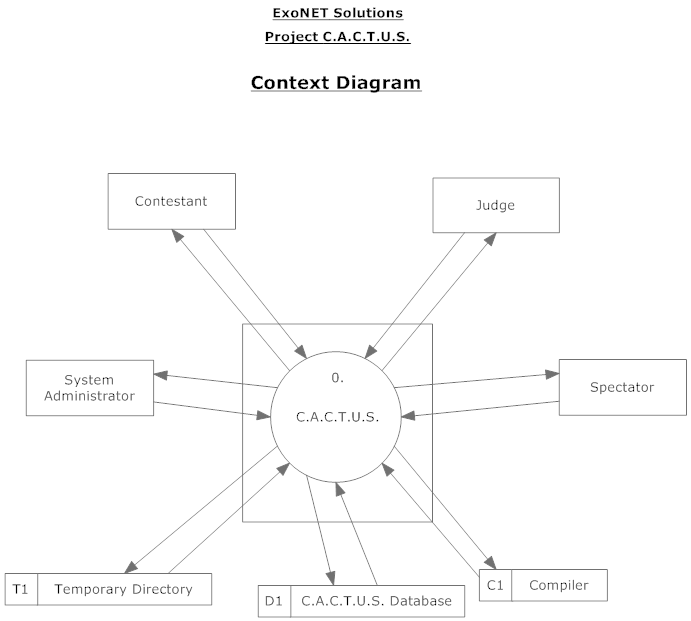 ExoNET Solutions
Project C.A.C.T.U.S.
Context Diagram
Contestant
Judge
0.
C.A.C.T.U.S.
System
Administrator
Spectator
T1 Temporary Directory
D1 C.A.C.T.U.S. Database
C1 Compiler